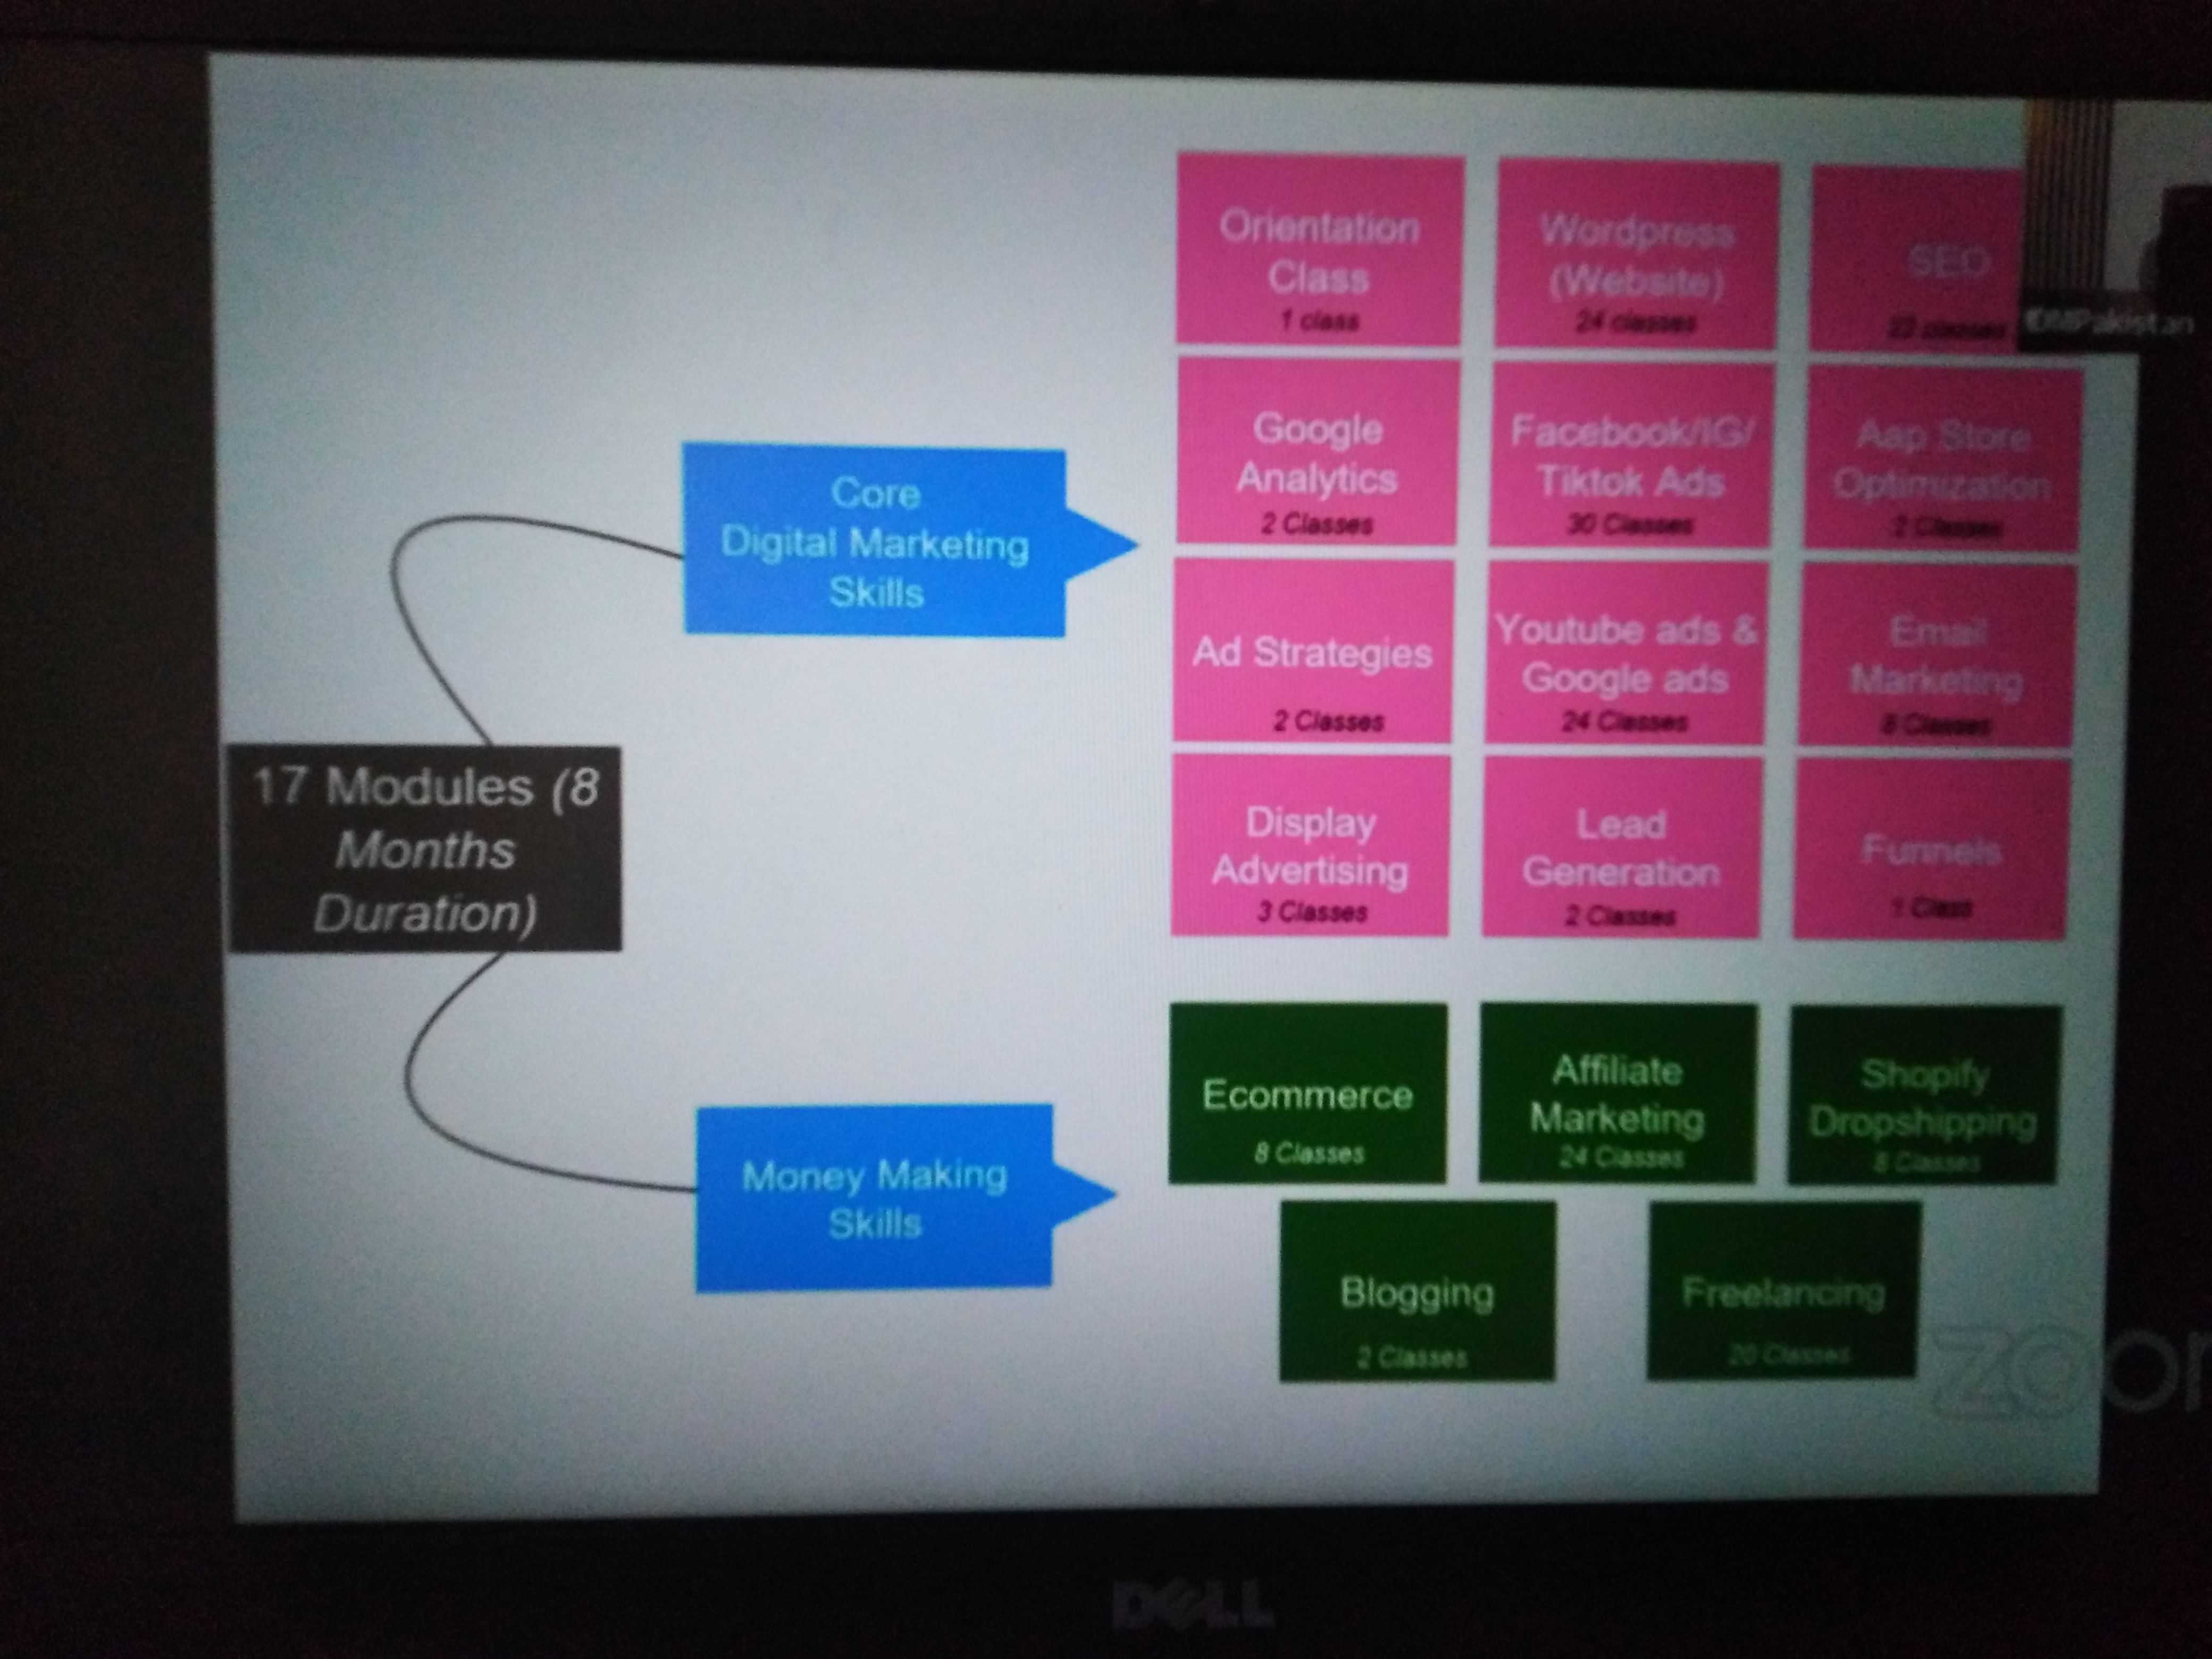 Orientation
Class
1 class
Wordpress
(Website)
24 classes
SEO
classes
Pakistan
Google
Analytics
2 Classes
Facebook/IG/
Tiktok Ads
30 Classes
App Store
Optimization
2 Classes
Core
Digital Marketing
Skills
Ad Strategies
2 Classes
Youtube ads &
Google ads
24 Classes
Email
Marketing
8 Classes
17 Modules (8
Months
Duration)
Display
Advertising
3 Classes
Lead
Generation
2 Classes
Funnels
1 Class
Money Making
Skills
Ecommerce
8 Classes
Affiliate
Marketing
24 Classes
Shopify
Dropshipping
8 Classes
Blogging
2 Classes
Freelancing
20 Classes
DELL